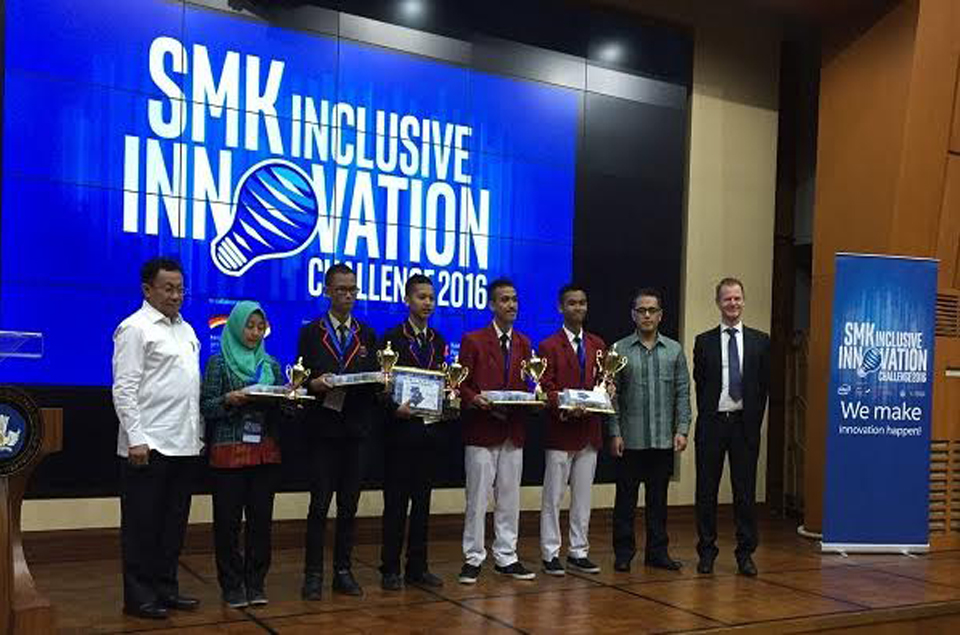 SMK INCLUSIVE
INNOVATION
CHALLENGE 2016
SMK INCLUSIVE
INNOVATION
CHALLENGE 2016
We make
innovation happen!